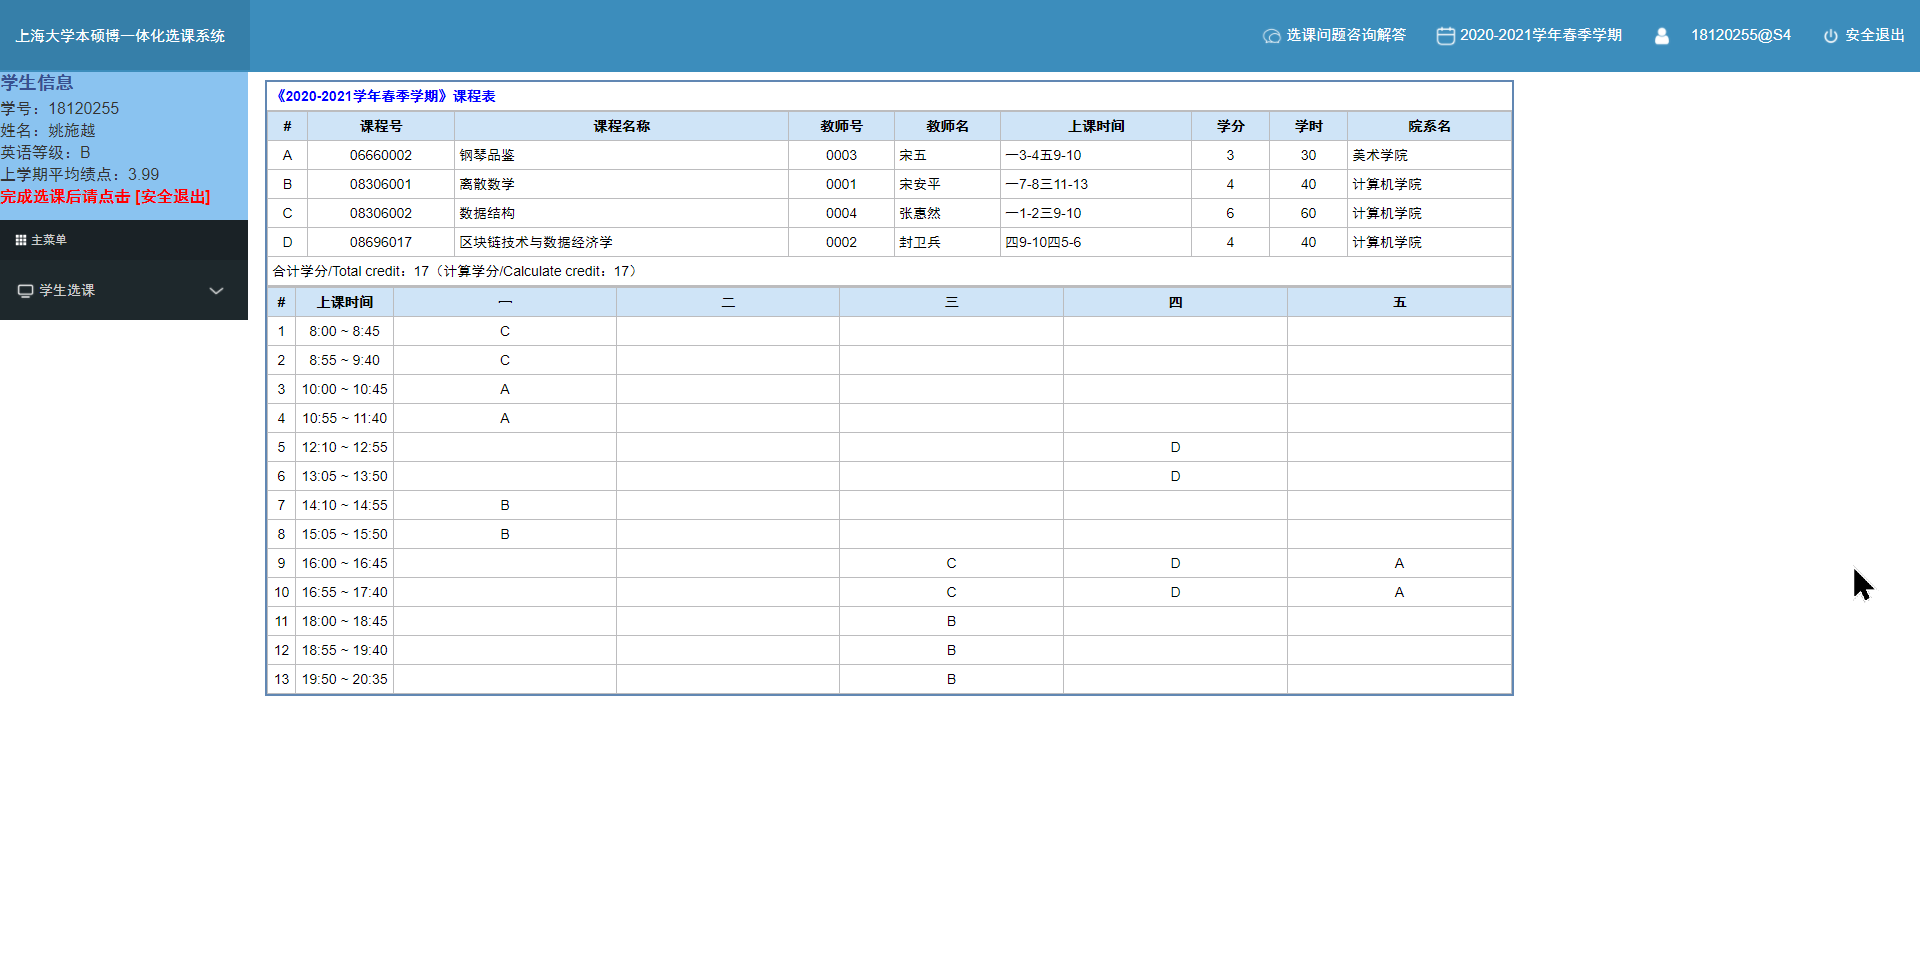 上海大学本硕博一体化选课系统
选课问题咨询解答 2020-2021学年春季学期 18120255@S4 安全退出
学生信息
学号：18120255
姓名：姚施越
英语等级：B
上学期平均绩点：3.99
完成选课后请点击 [安全退出]
主菜单
学生选课
《2020-2021学年春季学期》课程表
# 课程号 课程名称 教师号 教师名 上课时间 学分 学时 院系名
A 06660002 钢琴品鉴 0003 宋五 一3-4五9-10 3 30 美术学院
B 08306001 离散数学 0001 宋安平 一7-8三11-13 4 40 计算机学院
C 08306002 数据结构 0004 张惠然 一1-2三9-10 6 60 计算机学院
D 08696017 区块链技术与数据经济学 0002 封卫兵 四9-10四5-6 4 40 计算机学院
合计学分/Total credit：17（计算学分/Calculate credit：17）
# 上课时间 一 二 三 四 五
1 8:00 ~ 8:45 C
2 8:55 ~ 9:40 C
3 10:00 ~ 10:45 A
4 10:55 ~ 11:40 A
5 12:10 ~ 12:55 D
6 13:05 ~ 13:50 D
7 14:10 ~ 14:55 B
8 15:05 ~ 15:50 B
9 16:00 ~ 16:45 C D A
10 16:55 ~ 17:40 C D A
11 18:00 ~ 18:45 B
12 18:55 ~ 19:40 B
13 19:50 ~ 20:35 B